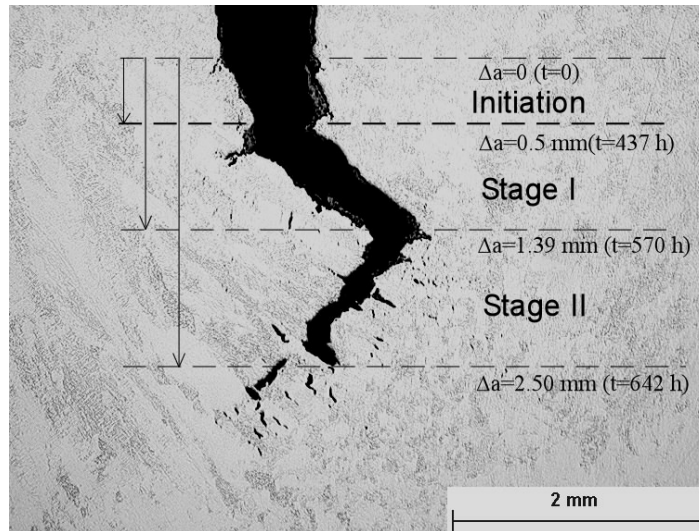 Δa=0 (t=0)
Initiation
Δa=0.5 mm(t=437 h)
Stage I
Δa=1.39 mm (t=570 h)
Stage II
Δa=2.50 mm (t=642 h)
2 mm